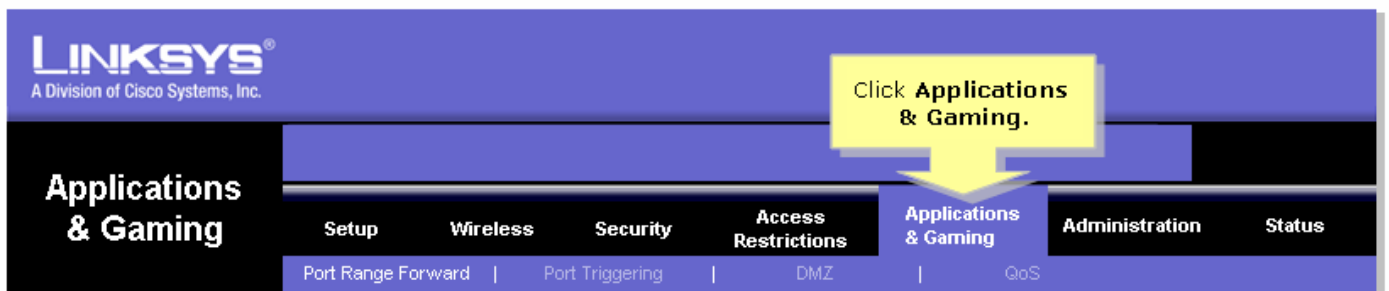 LINKSYS®
A Division of Cisco Systems, Inc.
Click Applications
& Gaming.
Applications
& Gaming
Setup Wireless Security Access Restrictions Applications & Gaming Administration Status
Port Range Forward | Port Triggering | DMZ | QoS